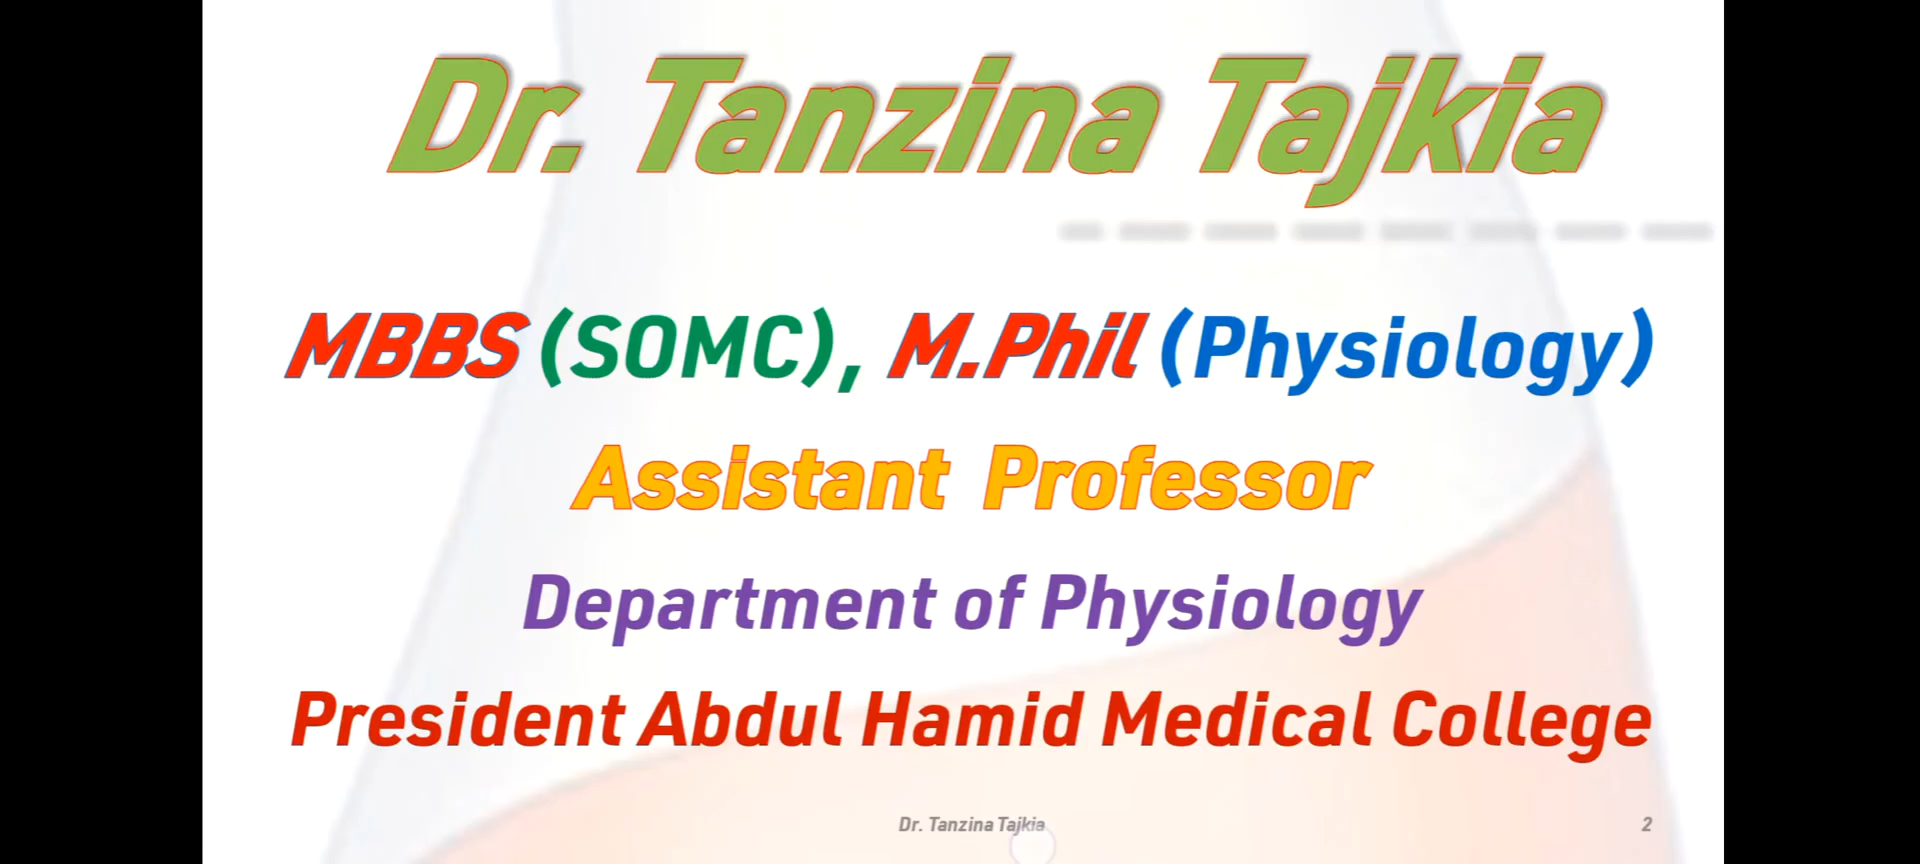 Dr. Tanzina Tajkia
MBBS (SOMC), M.Phil (Physiology)
Assistant Professor
Department of Physiology
President Abdul Hamid Medical College
Dr. Tanzina Tajkia
2